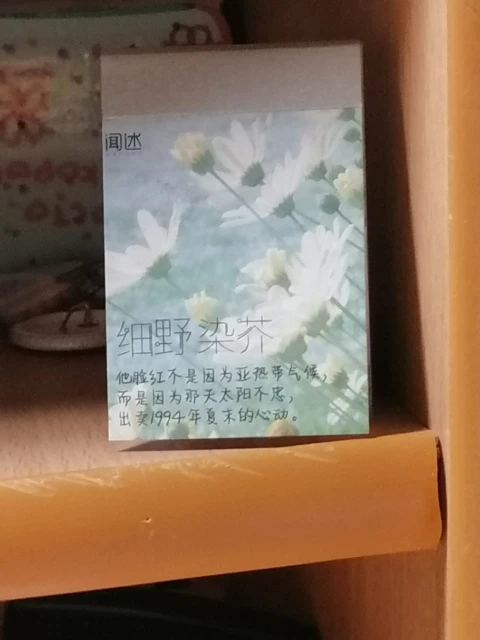 闻述
细野染芥
他脸红不是因为亚热带气候，
而是因为那天太阳不忠，
出卖1994年夏末的心动。